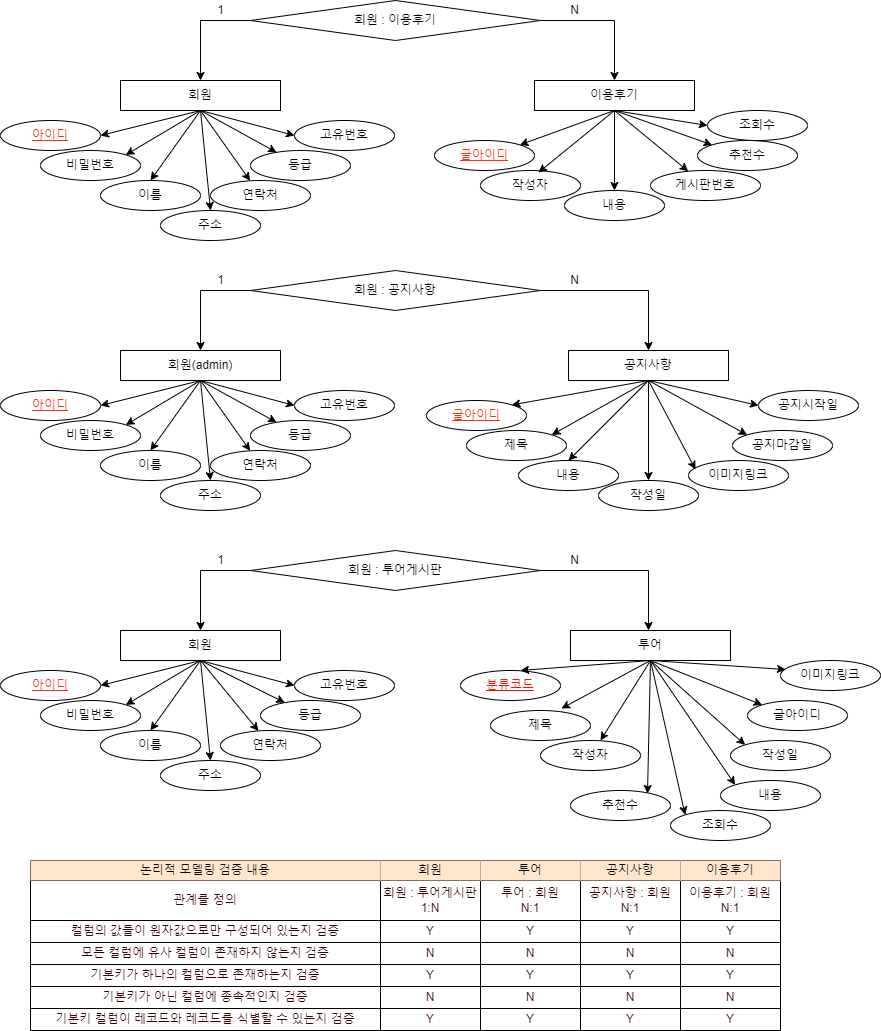 1
회원 : 이용후기
N
회원
이용후기
아이디
비밀번호
이름
주소
연락처
등급
고유번호
글아이디
작성자
내용
게시판번호
추천수
조회수
1
회원 : 공지사항
N
회원(admin)
공지사항
아이디
비밀번호
이름
주소
연락처
등급
고유번호
글아이디
제목
내용
작성일
이미지링크
공지마감일
공지시작일
1
회원 : 투어게시판
N
회원
투어
아이디
비밀번호
이름
주소
연락처
등급
고유번호
분류코드
제목
작성자
추천수
조회수
내용
작성일
글아이디
이미지링크
논리적 모델링 검증 내용 회원 투어 공지사항 이용후기
관계를 정의 회원 : 투어게시판 1:N 투어 : 회원 N:1 공지사항 : 회원 N:1 이용후기 : 회원 N:1
컬럼의 값들이 원자값으로만 구성되어 있는지 검증 Y Y Y Y
모든 컬럼에 유사 컬럼이 존재하지 않는지 검증 N N N N
기본키가 하나의 컬럼으로 존재하는지 검증 Y Y Y Y
기본키가 아닌 컬럼에 종속적인지 검증 N N N N
기본키 컬럼이 레코드와 레코드를 식별할 수 있는지 검증 Y Y Y Y